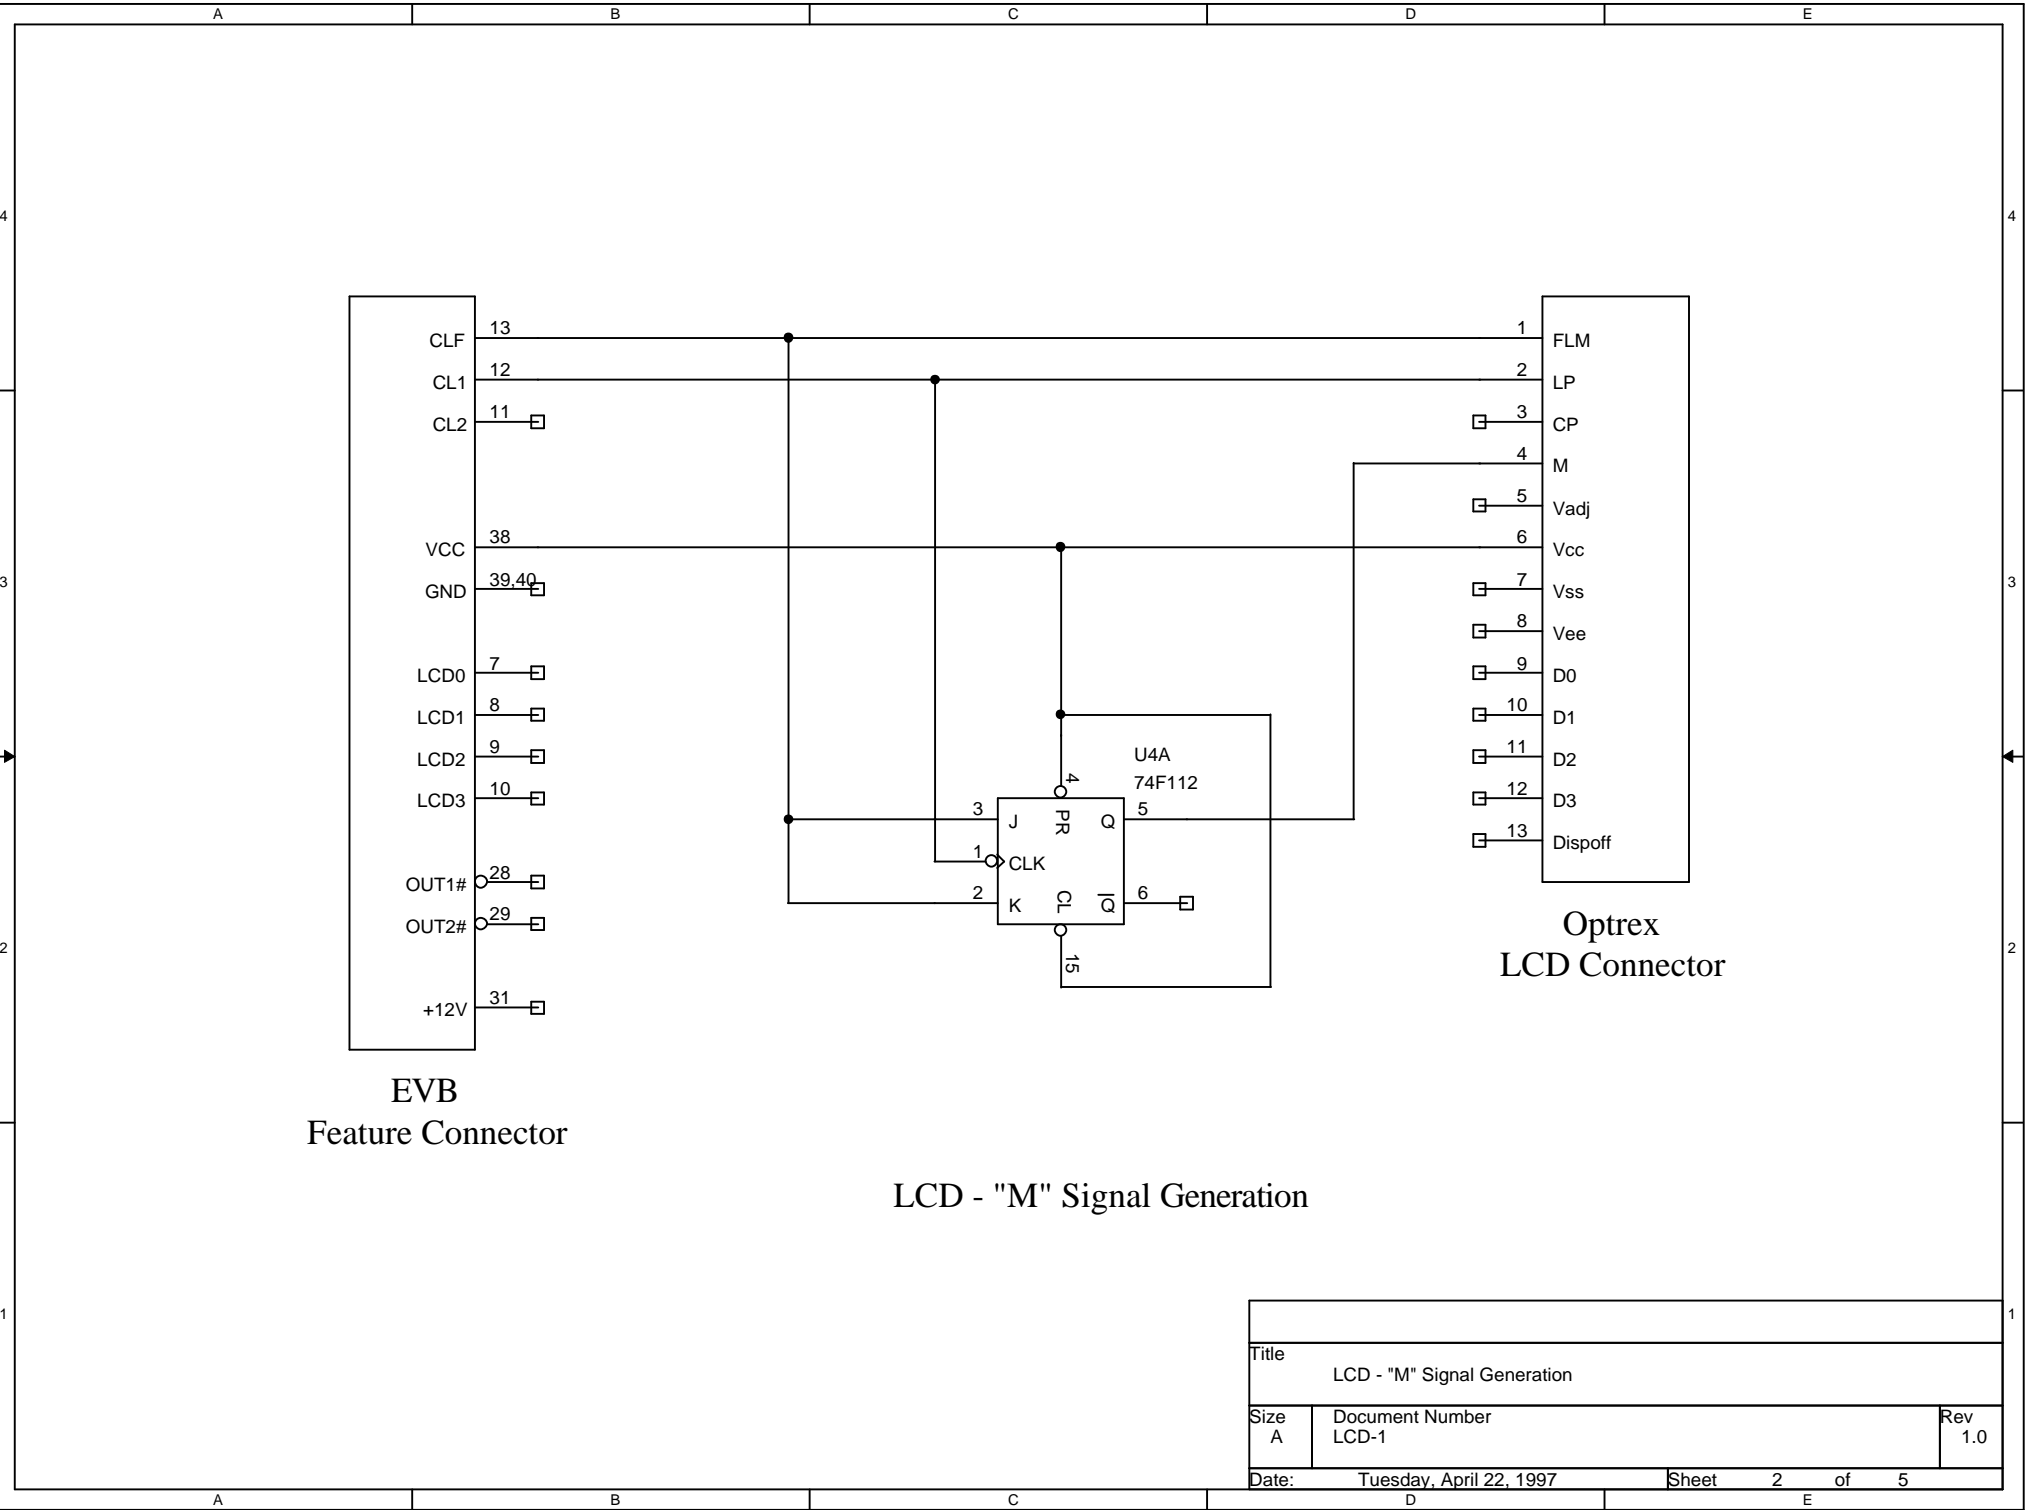 A B C D E
4 4
3 3
2 2
1 1
CLF 13
CL1 12
CL2 11
VCC 38
GND 39,40
LCD0 7
LCD1 8
LCD2 9
LCD3 10
OUT1# 28
OUT2# 29
+12V 31
EVB
Feature Connector
U4A
74F112
4
PR
3 J
1 CLK
2 K
CL
15
Q 5
Q 6
1 FLM
2 LP
3 CP
4 M
5 Vadj
6 Vcc
7 Vss
8 Vee
9 D0
10 D1
11 D2
12 D3
13 Dispoff
Optrex
LCD Connector
LCD - "M" Signal Generation
Title
LCD - "M" Signal Generation
Size Document Number Rev
A LCD-1 1.0
Date: Tuesday, April 22, 1997 Sheet 2 of 5
A B C D E